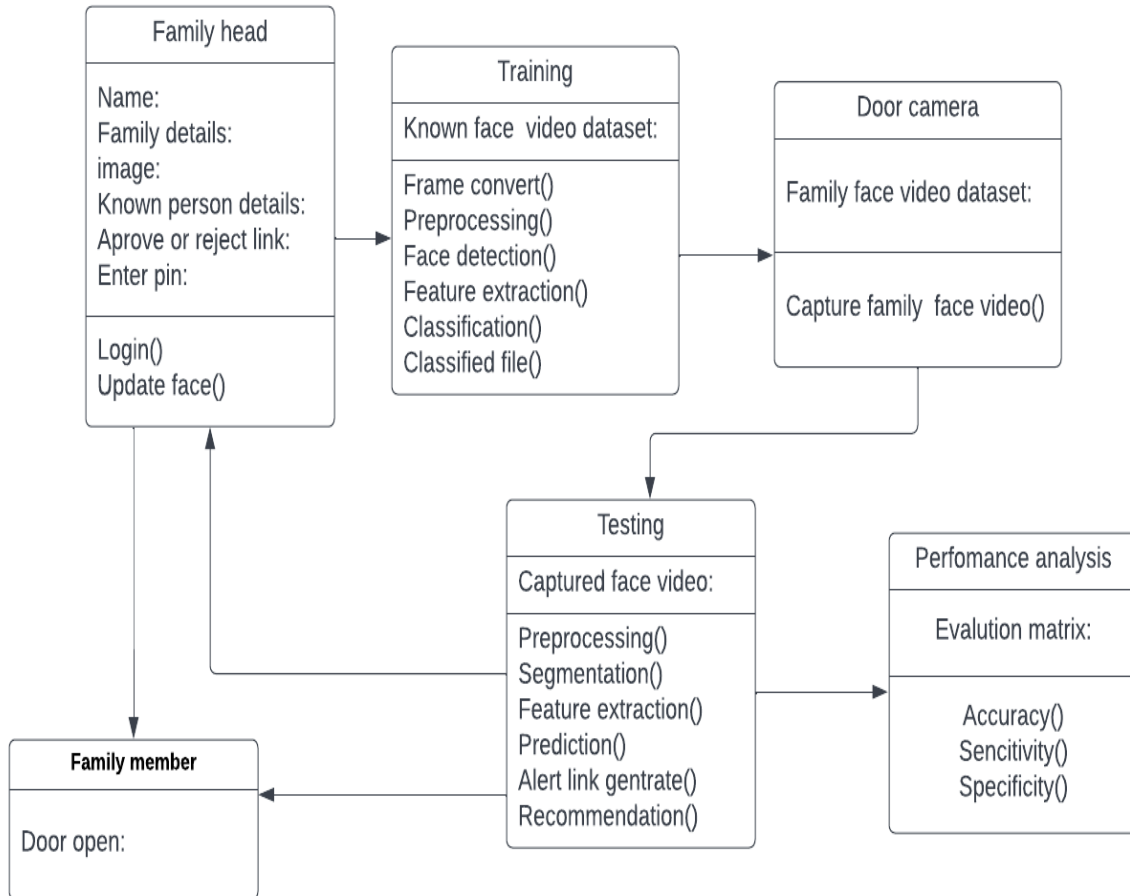 Family head
Name:
Family details:
image:
Known person details:
Aprove or reject link:
Enter pin:
Login()
Update face()
Training
Known face video dataset:
Frame convert()
Preprocessing()
Face detection()
Feature extraction()
Classification()
Classified file()
Door camera
Family face video dataset:
Capture family face video()
Testing
Captured face video:
Preprocessing()
Segmentation()
Feature extraction()
Prediction()
Alert link gentrate()
Recommendation()
Perfomance analysis
Evalution matrix:
Accuracy()
Sencitivity()
Specificity()
Family member
Door open: